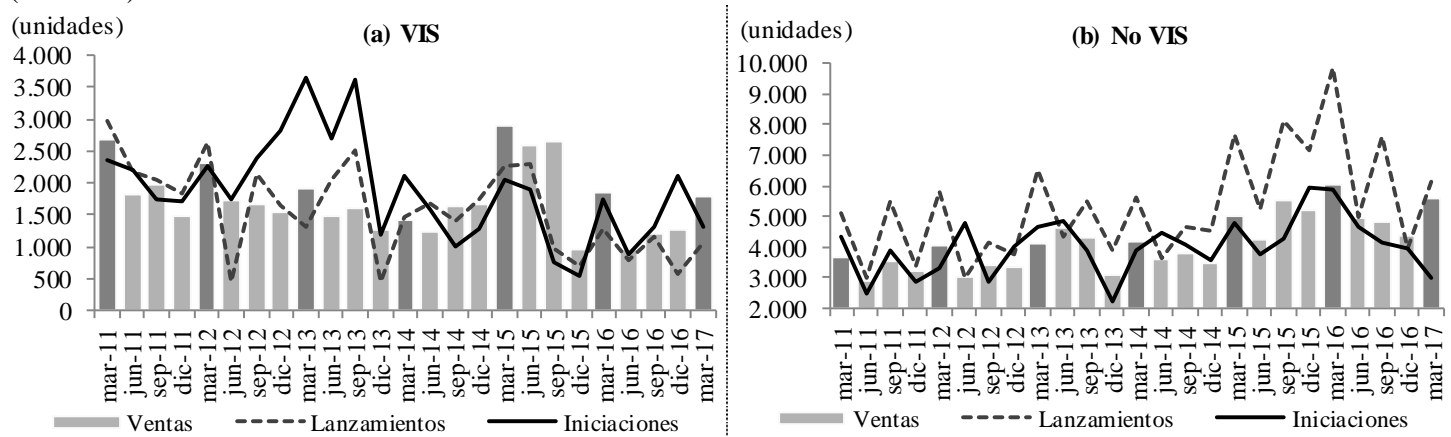 (unidades)
(a) VIS
4.000
3.500
3.000
2.500
2.000
1.500
1.000
500
0
mar-11
jun-11
sep-11
dic-11
mar-12
jun-12
sep-12
dic-12
mar-13
jun-13
sep-13
dic-13
mar-14
jun-14
sep-14
dic-14
mar-15
jun-15
sep-15
dic-15
mar-16
jun-16
sep-16
dic-16
mar-17
Ventas Lanzamientos Iniciaciones
(unidades)
(b) No VIS
10.000
9.000
8.000
7.000
6.000
5.000
4.000
3.000
2.000
mar-11
jun-11
sep-11
dic-11
mar-12
jun-12
sep-12
dic-12
mar-13
jun-13
sep-13
dic-13
mar-14
jun-14
sep-14
dic-14
mar-15
jun-15
sep-15
dic-15
mar-16
jun-16
sep-16
dic-16
mar-17
Ventas Lanzamientos Iniciaciones